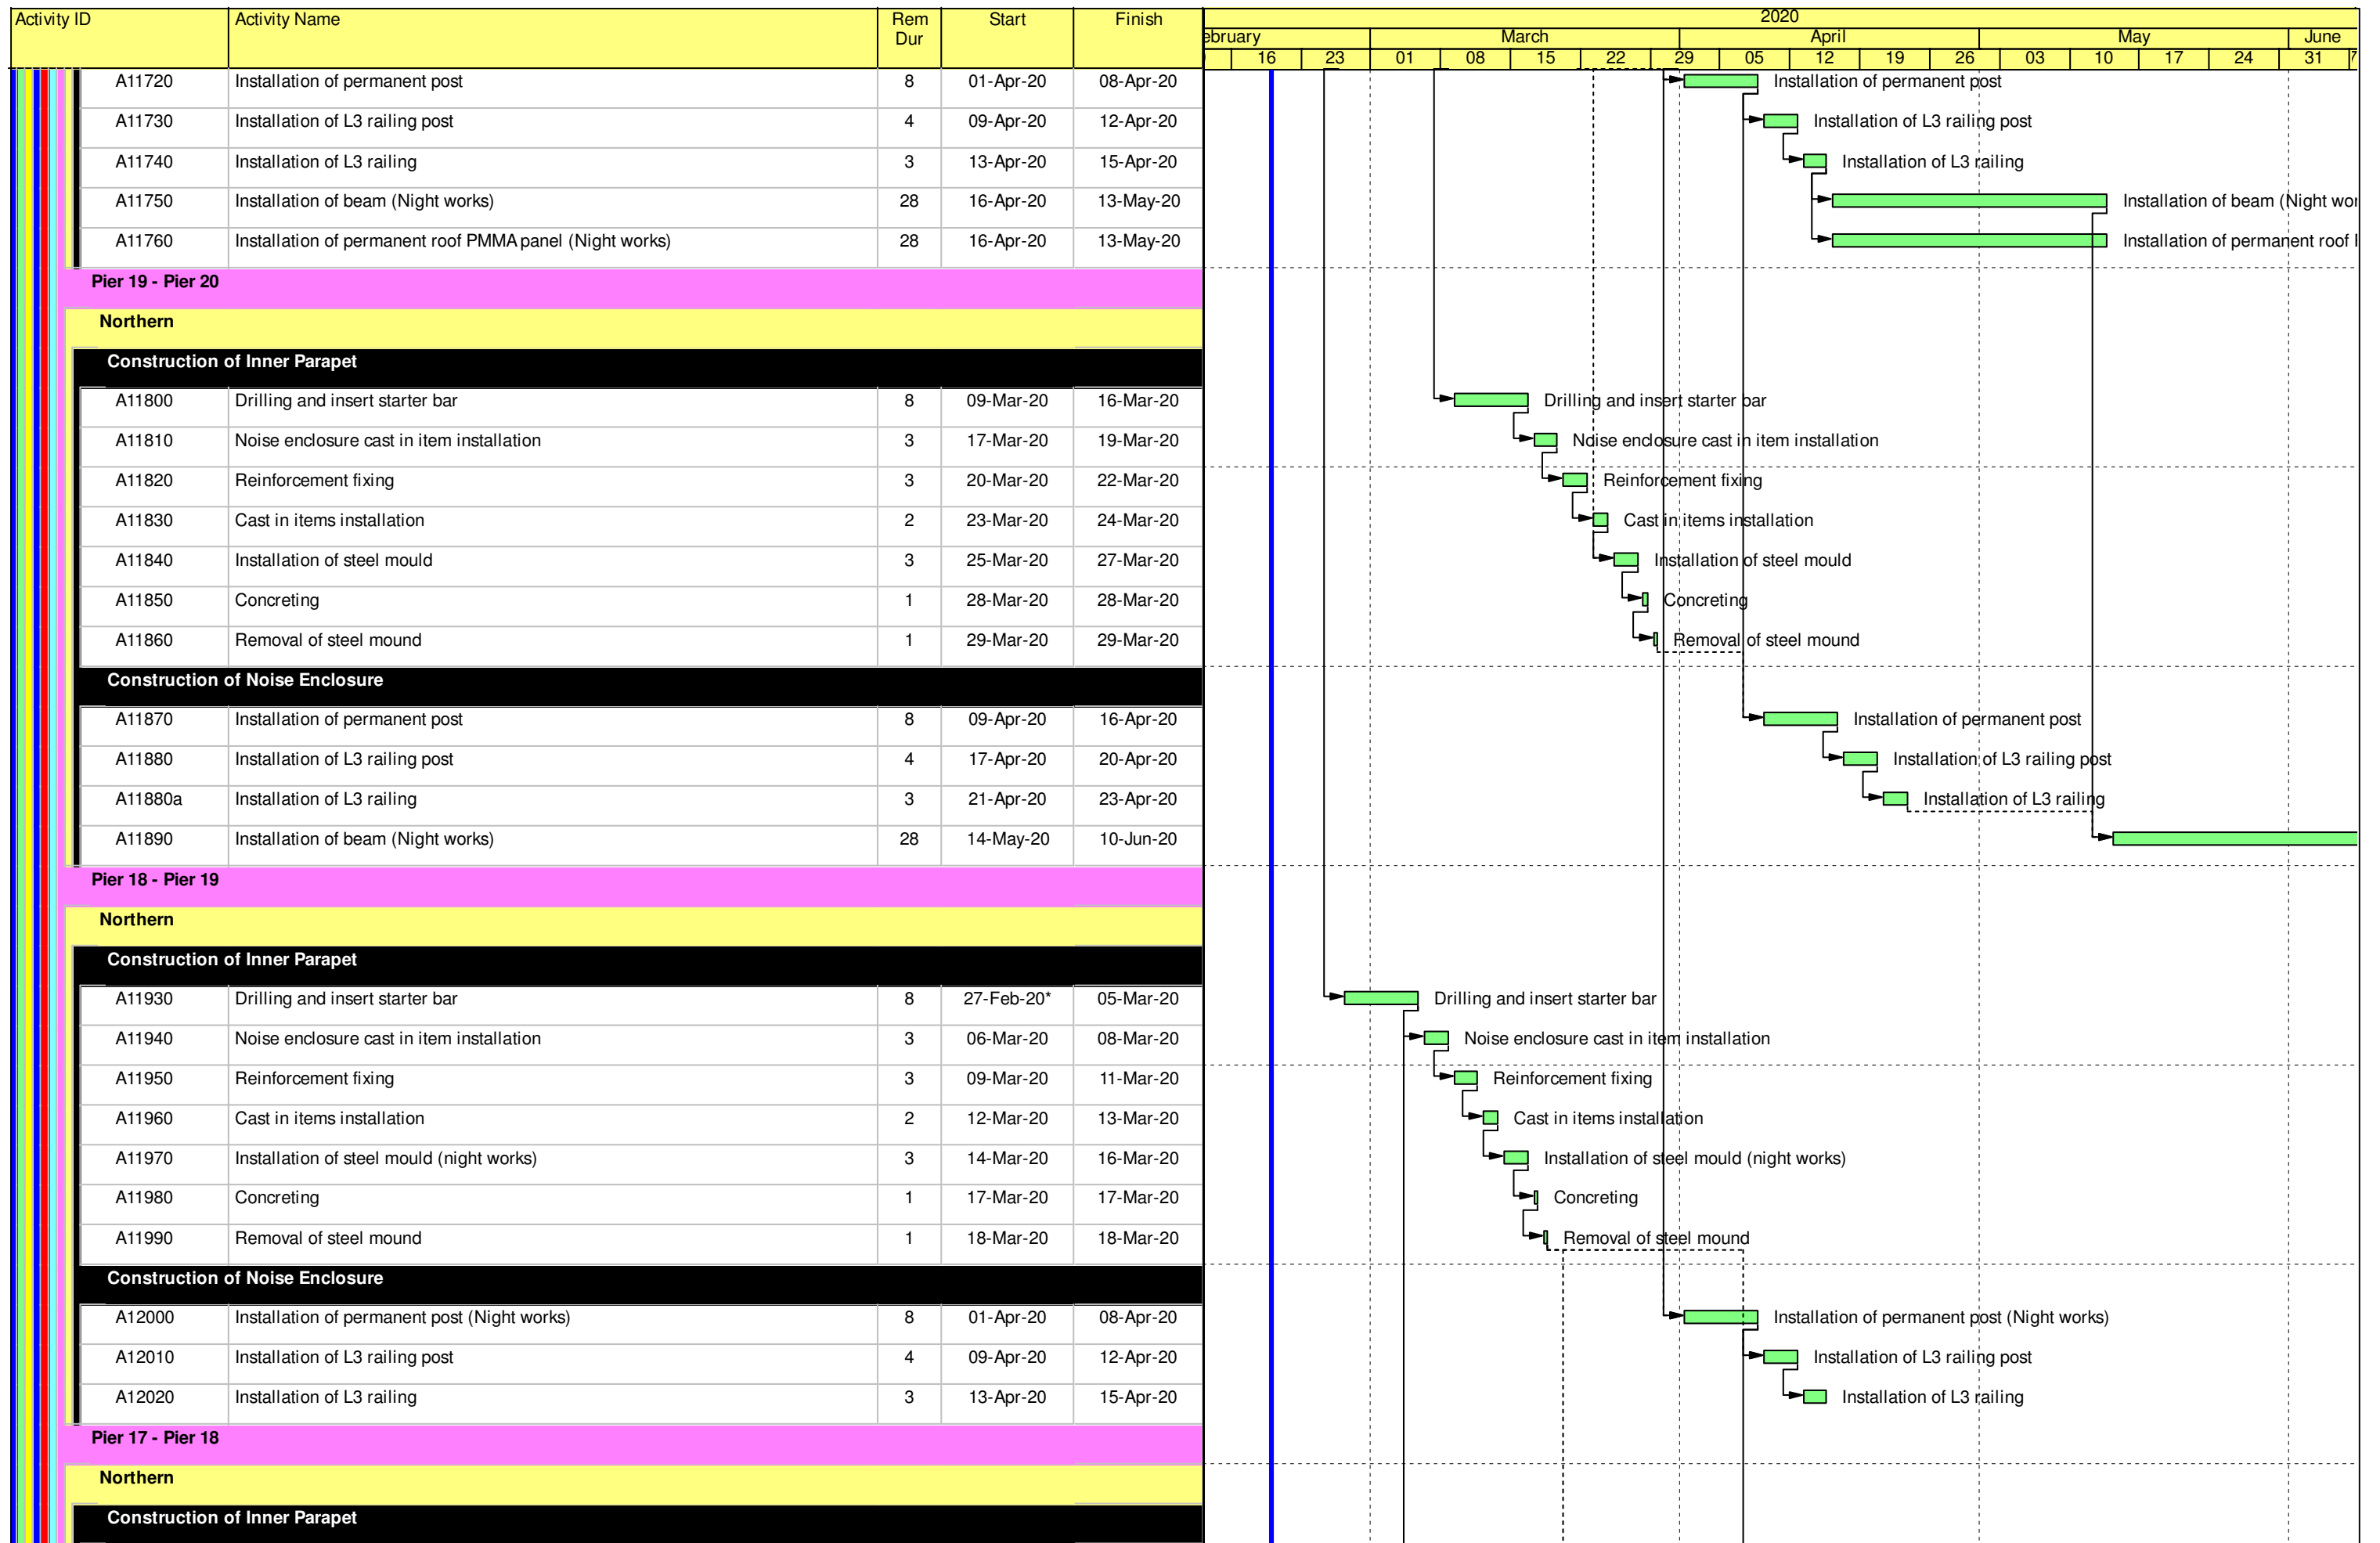 Activity ID Activity Name Rem Dur Start Finish 2020
ebruary March April May June
16 23 01 08 15 22 29 05 12 19 26 03 10 17 24 31 7
A11720 Installation of permanent post 8 01-Apr-20 08-Apr-20 Installation of permanent post
A11730 Installation of L3 railing post 4 09-Apr-20 12-Apr-20 Installation of L3 railing post
A11740 Installation of L3 railing 3 13-Apr-20 15-Apr-20 Installation of L3 railing
A11750 Installation of beam (Night works) 28 16-Apr-20 13-May-20 Installation of beam (Night wor
A11760 Installation of permanent roof PMMA panel (Night works) 28 16-Apr-20 13-May-20 Installation of permanent roof
Pier 19 - Pier 20
Northern
Construction of Inner Parapet
A11800 Drilling and insert starter bar 8 09-Mar-20 16-Mar-20 Drilling and insert starter bar
A11810 Noise enclosure cast in item installation 3 17-Mar-20 19-Mar-20 Noise enclosure cast in item installation
A11820 Reinforcement fixing 3 20-Mar-20 22-Mar-20 Reinforcement fixing
A11830 Cast in items installation 2 23-Mar-20 24-Mar-20 Cast in items installation
A11840 Installation of steel mould 3 25-Mar-20 27-Mar-20 Installation of steel mould
A11850 Concreting 1 28-Mar-20 28-Mar-20 Concreting
A11860 Removal of steel mound 1 29-Mar-20 29-Mar-20 Removal of steel mound
Construction of Noise Enclosure
A11870 Installation of permanent post 8 09-Apr-20 16-Apr-20 Installation of permanent post
A11880 Installation of L3 railing post 4 17-Apr-20 20-Apr-20 Installation of L3 railing post
A11880a Installation of L3 railing 3 21-Apr-20 23-Apr-20 Installation of L3 railing
A11890 Installation of beam (Night works) 28 14-May-20 10-Jun-20
Pier 18 - Pier 19
Northern
Construction of Inner Parapet
A11930 Drilling and insert starter bar 8 27-Feb-20* 05-Mar-20 Drilling and insert starter bar
A11940 Noise enclosure cast in item installation 3 06-Mar-20 08-Mar-20 Noise enclosure cast in item installation
A11950 Reinforcement fixing 3 09-Mar-20 11-Mar-20 Reinforcement fixing
A11960 Cast in items installation 2 12-Mar-20 13-Mar-20 Cast in items installation
A11970 Installation of steel mould (night works) 3 14-Mar-20 16-Mar-20 Installation of steel mould (night works)
A11980 Concreting 1 17-Mar-20 17-Mar-20 Concreting
A11990 Removal of steel mound 1 18-Mar-20 18-Mar-20 Removal of steel mound
Construction of Noise Enclosure
A12000 Installation of permanent post (Night works) 8 01-Apr-20 08-Apr-20 Installation of permanent post (Night works)
A12010 Installation of L3 railing post 4 09-Apr-20 12-Apr-20 Installation of L3 railing post
A12020 Installation of L3 railing 3 13-Apr-20 15-Apr-20 Installation of L3 railing
Pier 17 - Pier 18
Northern
Construction of Inner Parapet